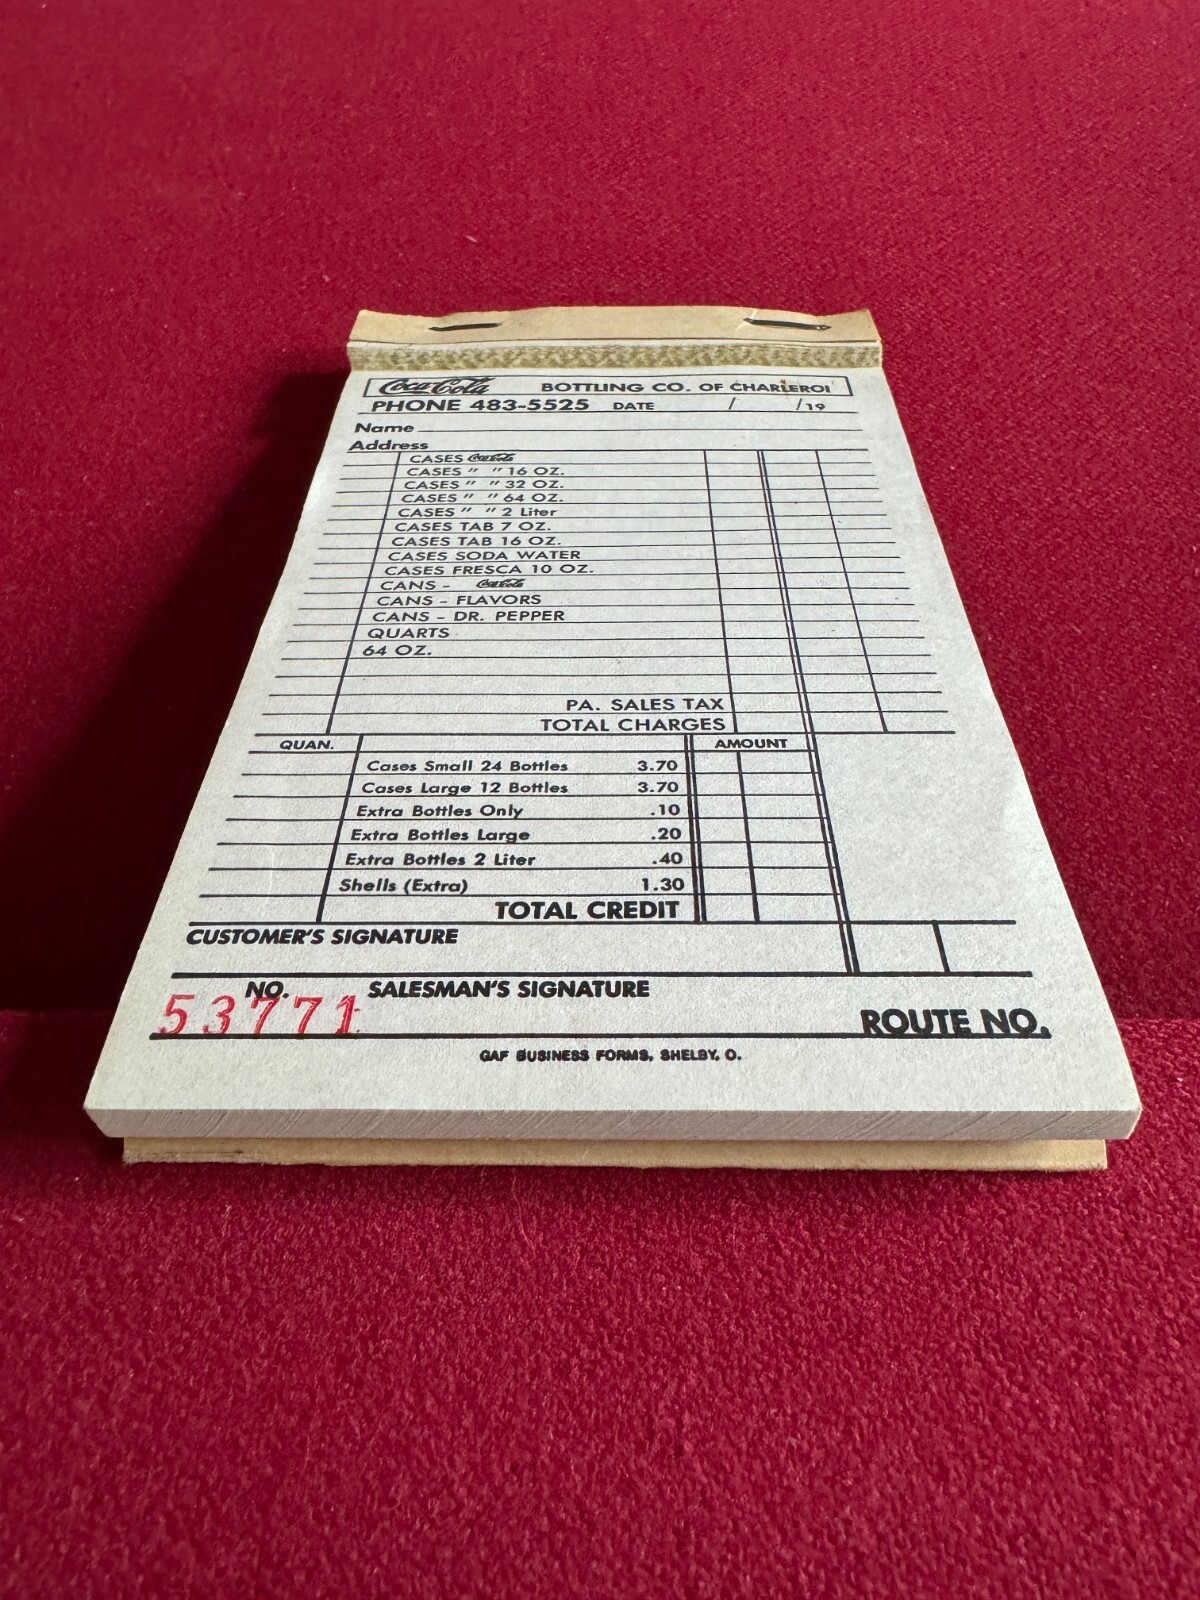 Coca-Cola BOTTLING CO. OF CHARLEROI
PHONE 483-5525 DATE / /19
Name
Address
CASES Coca-Cola
CASES " " 16 OZ.
CASES " " 32 OZ.
CASES " " 64 OZ.
CASES " " 2 Liter
CASES TAB 7 OZ.
CASES TAB 16 OZ.
CASES SODA WATER
CASES FRESCA 10 OZ.
CANS - Coca-Cola
CANS - FLAVORS
CANS - DR. PEPPER
QUARTS
64 OZ.
PA. SALES TAX
TOTAL CHARGES
QUAN. AMOUNT
Cases Small 24 Bottles 3.70
Cases Large 12 Bottles 3.70
Extra Bottles Only .10
Extra Bottles Large .20
Extra Bottles 2 Liter .40
Shells (Extra) 1.30
TOTAL CREDIT
CUSTOMER'S SIGNATURE
NO. SALESMAN'S SIGNATURE
53771 ROUTE NO.
GAF BUSINESS FORMS, SHELBY, O.